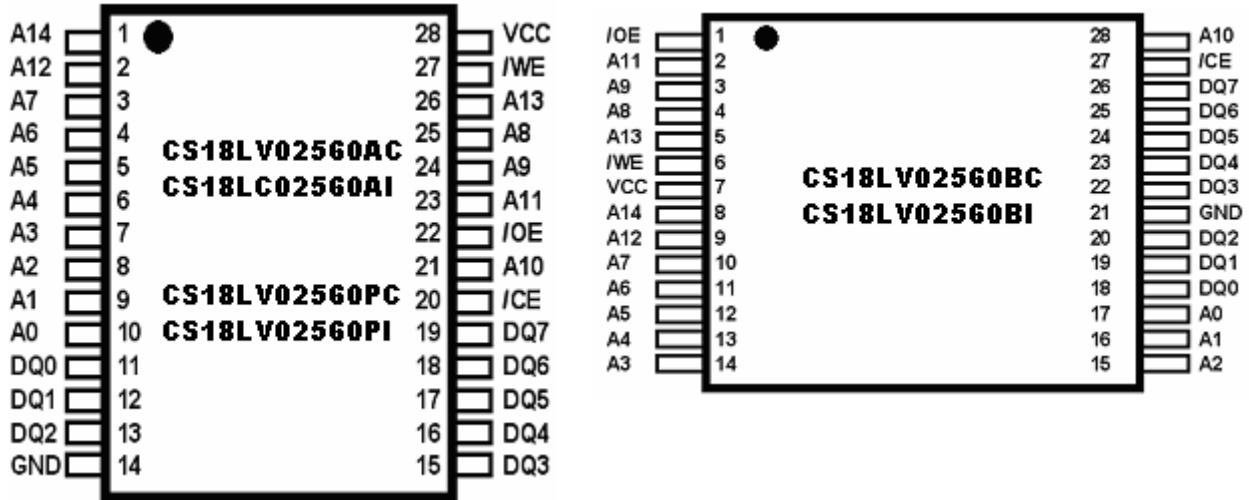 A14 1 28 VCC
A12 2 27 /WE
A7 3 26 A13
A6 4 25 A8
A5 5 24 A9
A4 6 23 A11
A3 7 22 /OE
A2 8 21 A10
A1 9 20 /CE
A0 10 19 DQ7
DQ0 11 18 DQ6
DQ1 12 17 DQ5
DQ2 13 16 DQ4
GND 14 15 DQ3
CS18LV02560AC
CS18LC02560AI
CS18LV02560PC
CS18LV02560PI
/OE 1 28 A10
A11 2 27 /CE
A9 3 26 DQ7
A8 4 25 DQ6
A13 5 24 DQ5
/WE 6 23 DQ4
VCC 7 22 DQ3
A14 8 21 GND
A12 9 20 DQ2
A7 10 19 DQ1
A6 11 18 DQ0
A5 12 17 A0
A4 13 16 A1
A3 14 15 A2
CS18LV02560BC
CS18LV02560BI